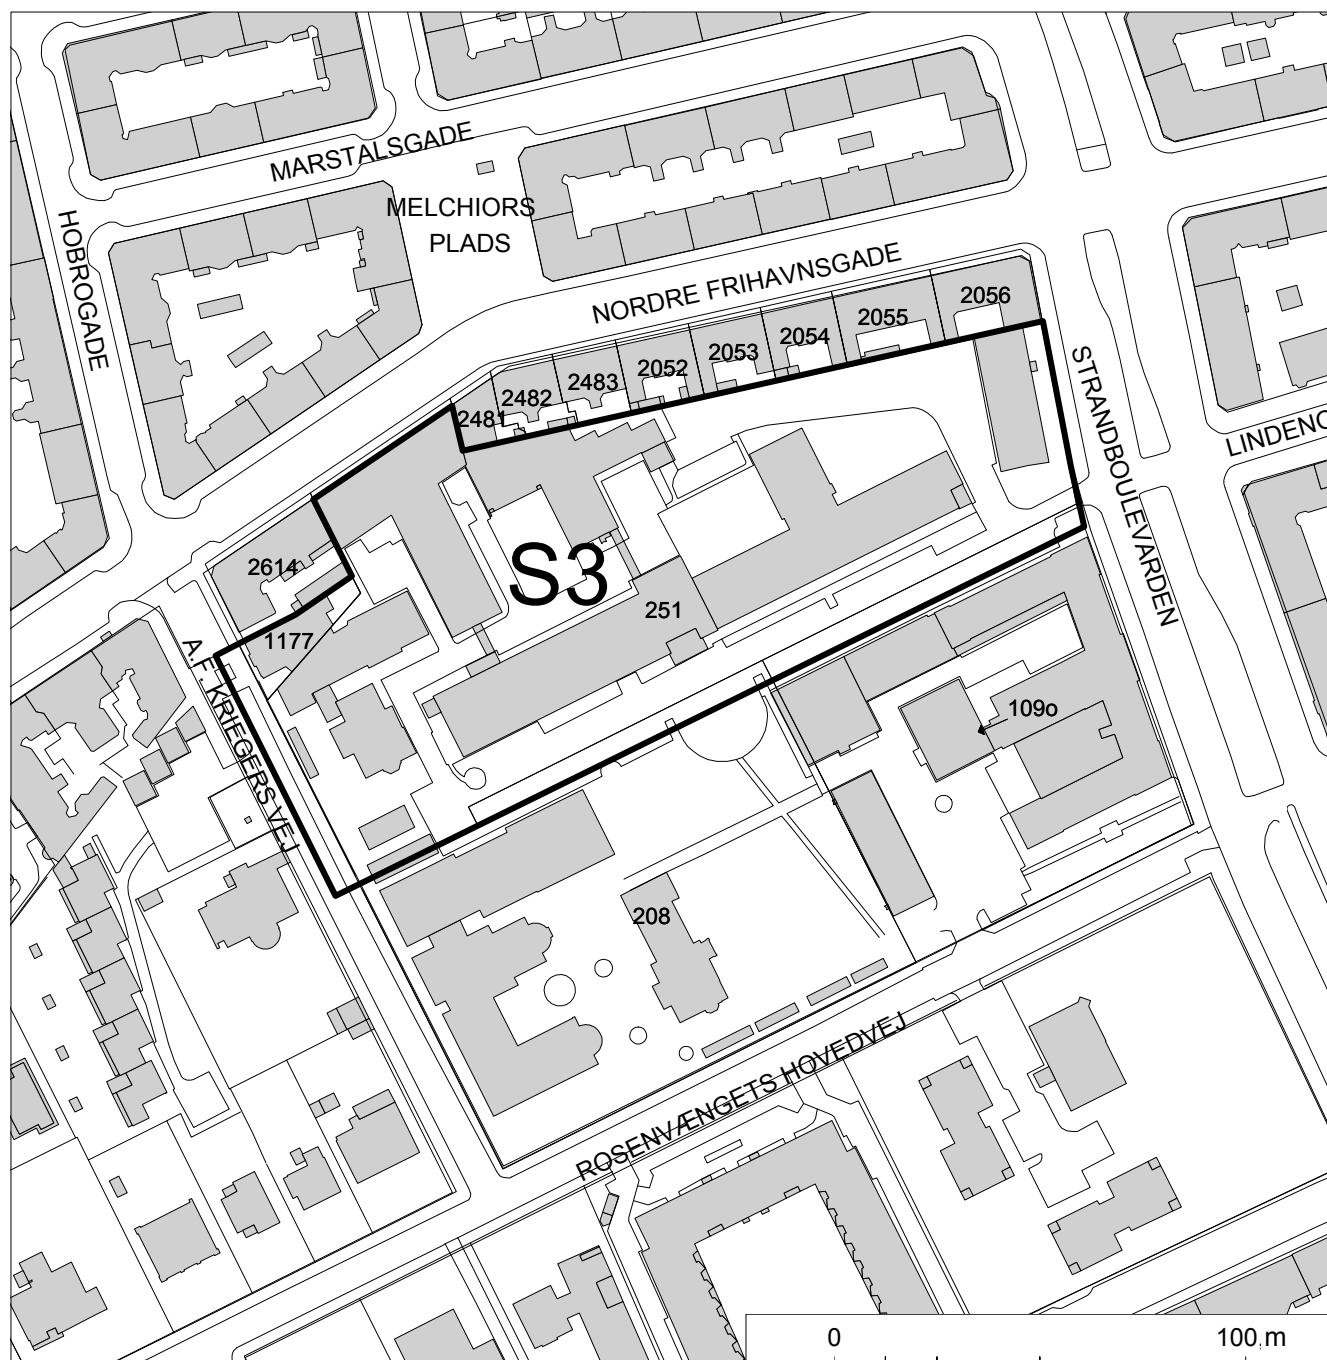 MARSTALSGADE
MELCHIORS
PLADS
HOBROGADE
NORDRE FRIHAVNSGADE
2056
2055
2054
2053
2052
2483
2482
2481
STRANDBOULEVARDEN
LINDENO
2614
S3
251
1177
A.F. KRIEGERS VEJ
109o
208
ROSENVÆNGETS HOVEDVEJ
0 100 m